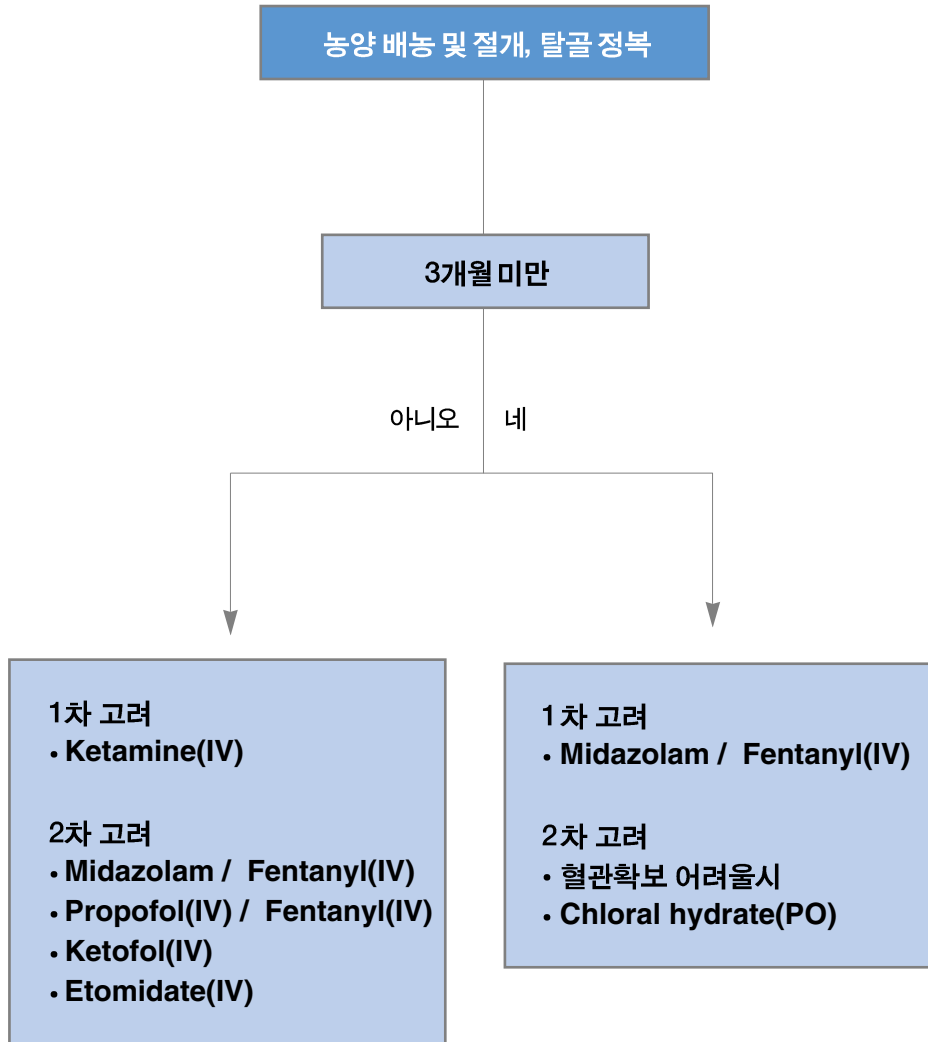 농양 배농 및 절개, 탈골 정복
3개월 미만
아니오 네
1차 고려
• Ketamine(IV)
2차 고려
• Midazolam / Fentanyl(IV)
• Propofol(IV) / Fentanyl(IV)
• Ketofol(IV)
• Etomidate(IV)
1차 고려
• Midazolam / Fentanyl(IV)
2차 고려
• 혈관확보 어려울시
• Chloral hydrate(PO)